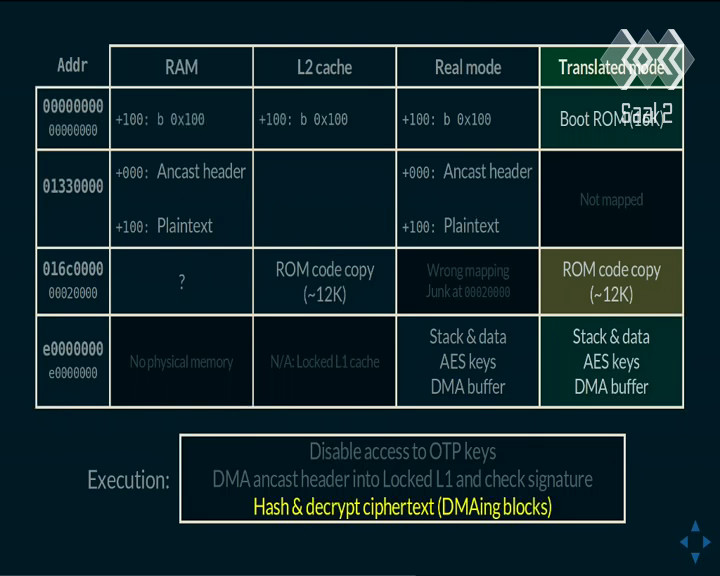 Addr RAM L2 cache Real mode Translated mode
00000000
00000000
+100: b 0x100 +100: b 0x100 +100: b 0x100 Boot ROM (16K)
Saal 2
01330000
+000: Ancast header +000: Ancast header
Not mapped
+100: Plaintext +100: Plaintext
016c0000
00020000
?
ROM code copy
(~12K)
Wrong mapping
Junk at 00020000
ROM code copy
(~12K)
e0000000
e0000000
No physical memory
N/A: Locked L1 cache
Stack & data
AES keys
DMA buffer
Stack & data
AES keys
DMA buffer
Execution:
Disable access to OTP keys
DMA ancast header into Locked L1 and check signature
Hash & decrypt ciphertext (DMAing blocks)